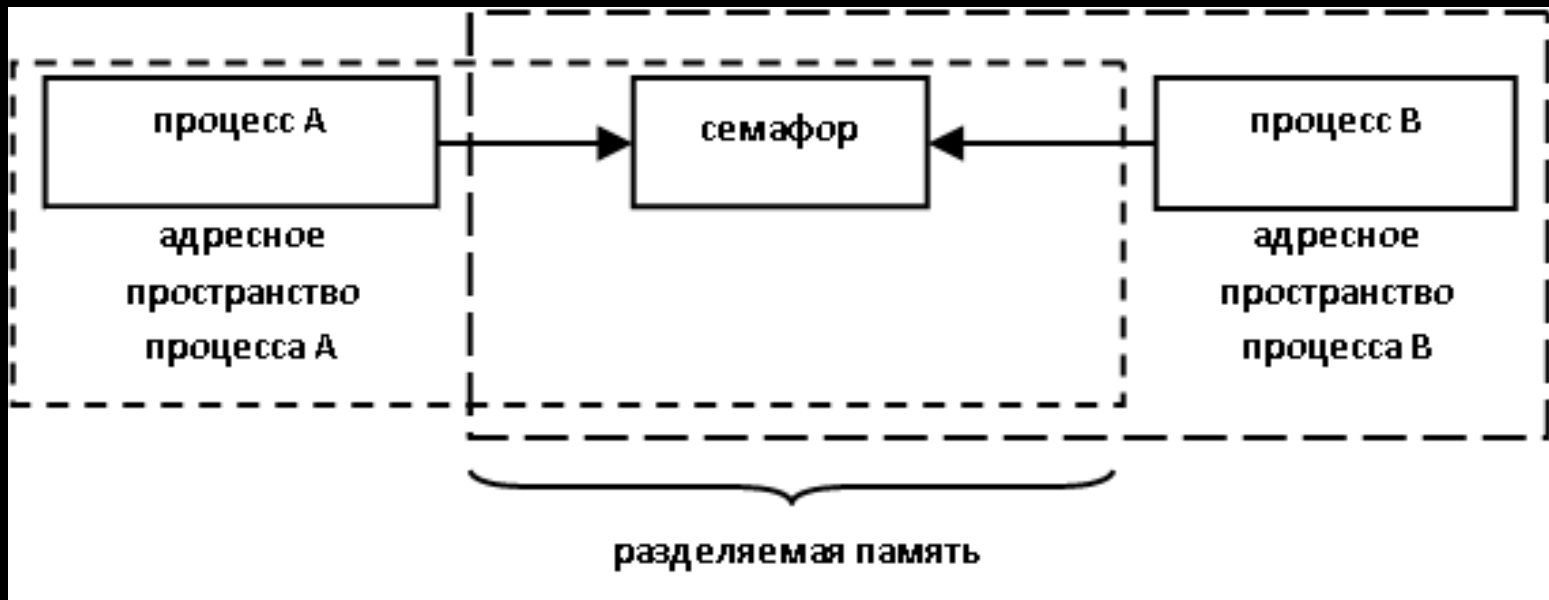 процесс А
семафор
процесс В
адресное
пространство
процесса А
адресное
пространство
процесса В
разделяемая память